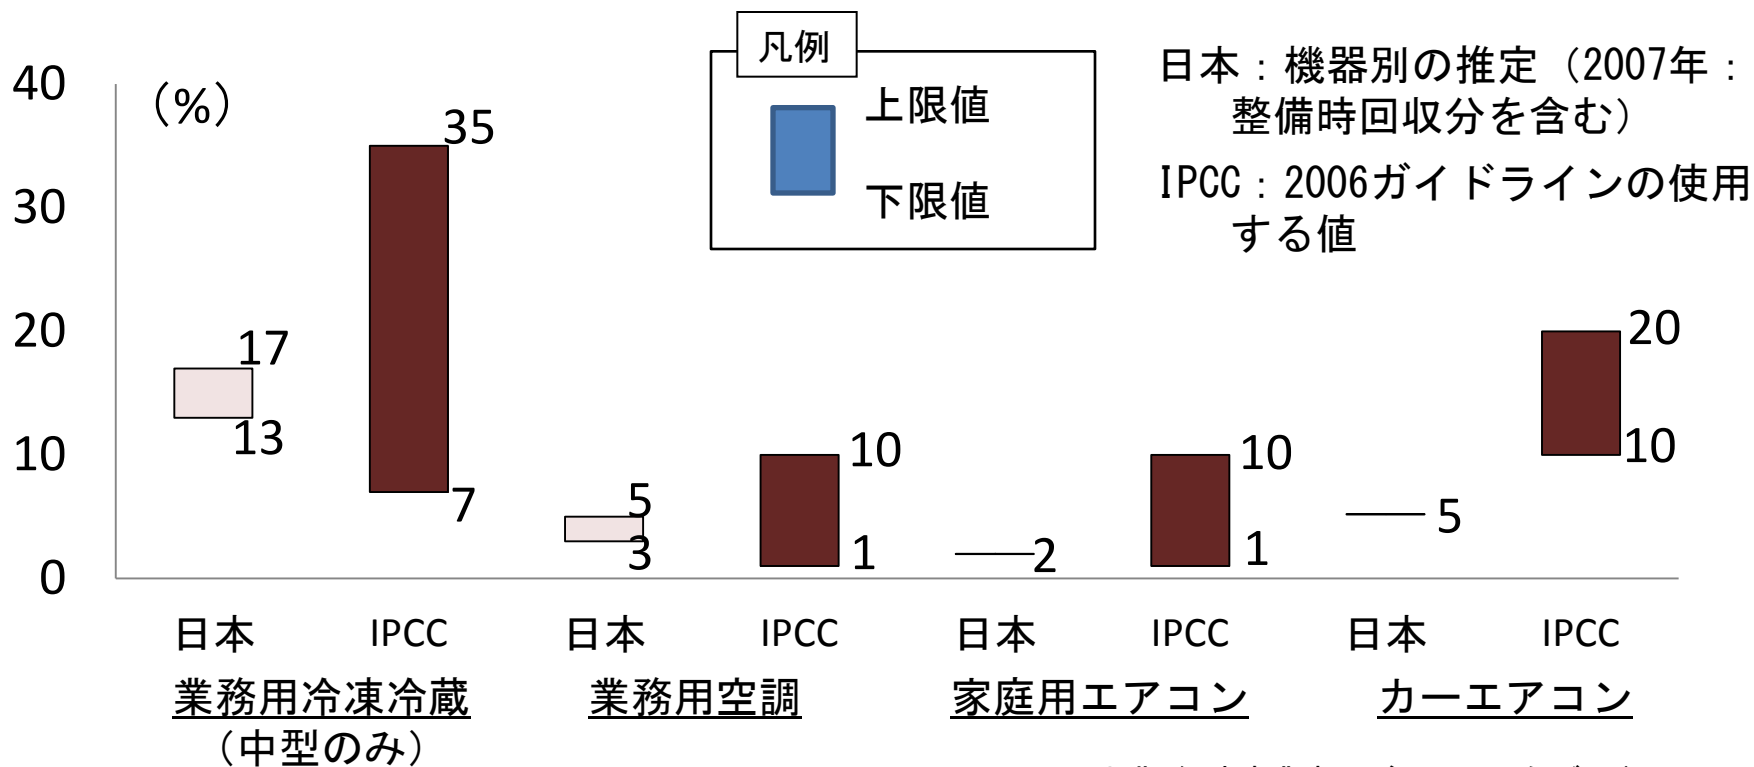 凡例
上限値
下限値
日本：機器別の推定（2007年：
整備時回収分を含む）
IPCC：2006ガイドラインの使用
する値
(%)
40
30
20
10
0
17
13
35
7
5
3
10
1
2
10
1
5
20
10
日本 IPCC 日本 IPCC 日本 IPCC 日本 IPCC
業務用冷凍冷蔵 業務用空調 家庭用エアコン カーエアコン
（中型のみ）